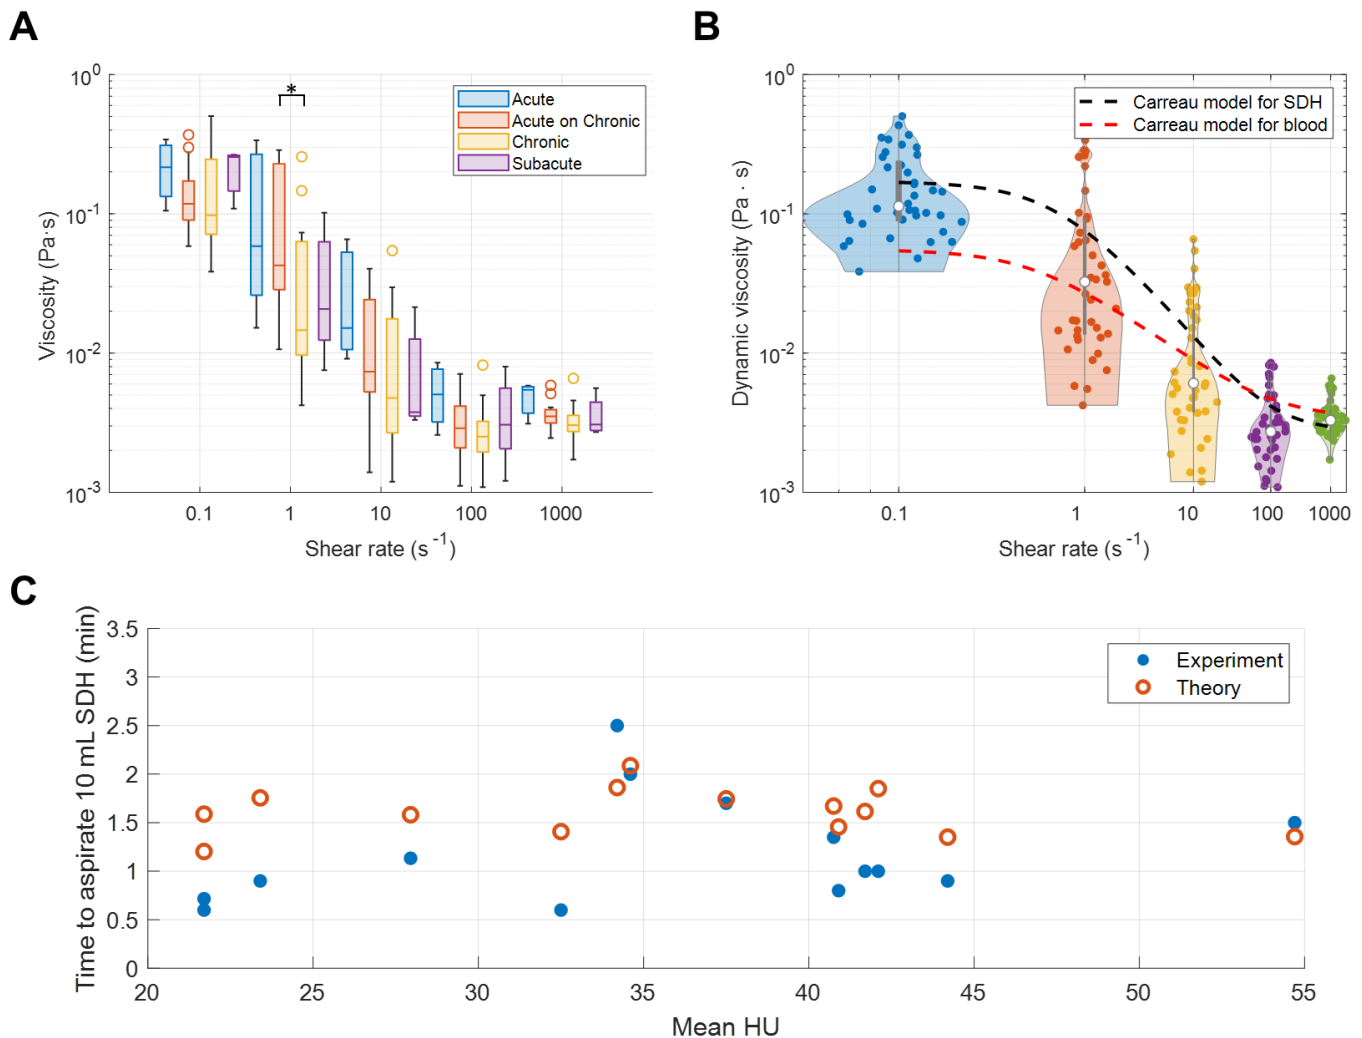 A
Viscosity (Pa·s)
10^0
10^-1
10^-2
10^-3
*
Acute
Acute on Chronic
Chronic
Subacute
0.1 1 10 100 1000
Shear rate (s^-1)
B
Dynamic viscosity (Pa · s)
10^0
10^-1
10^-2
10^-3
Carreau model for SDH
Carreau model for blood
0.1 1 10 100 1000
Shear rate (s^-1)
C
Time to aspirate 10 mL SDH (min)
3.5
3
2.5
2
1.5
1
0.5
0
Experiment
Theory
20 25 30 35 40 45 50 55
Mean HU